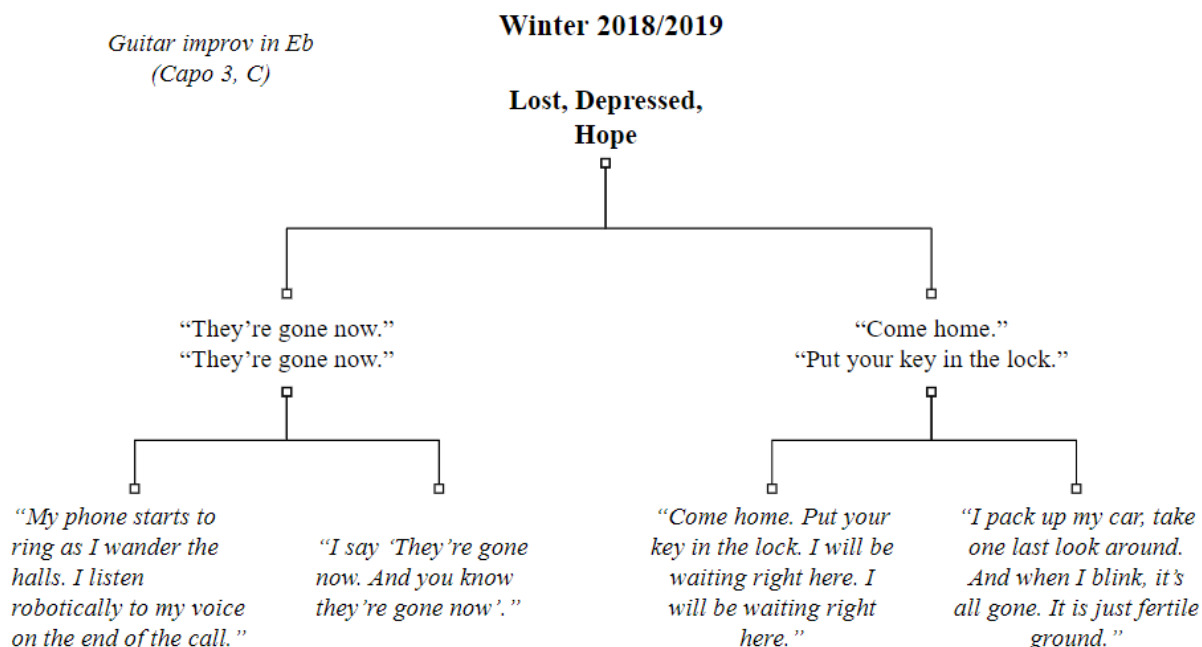 Winter 2018/2019
Guitar improv in Eb
(Capo 3, C)
Lost, Depressed,
Hope
“They’re gone now.”
“They’re gone now.”
“Come home.”
“Put your key in the lock.”
“My phone starts to
ring as I wander the
halls. I listen
robotically to my voice
on the end of the call.”
“I say ‘They’re gone
now. And you know
they’re gone now’.”
“Come home. Put your
key in the lock. I will be
waiting right here. I
will be waiting right
here.”
“I pack up my car, take
one last look around.
And when I blink, it’s
all gone. It is just fertile
ground.”